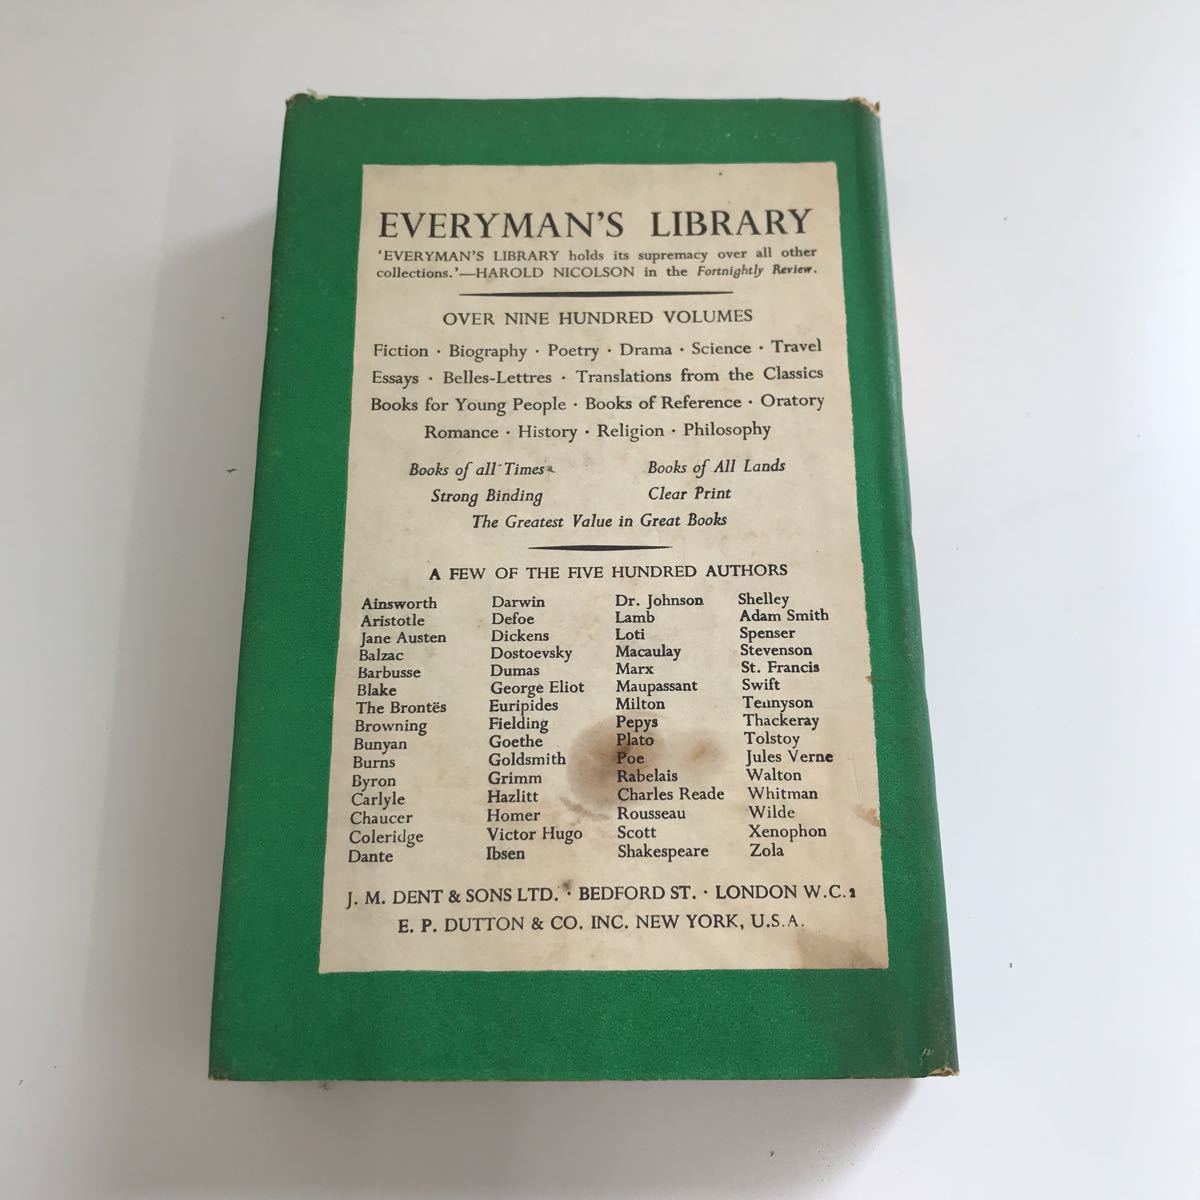 EVERYMAN'S LIBRARY
'EVERYMAN'S LIBRARY holds its supremacy over all other
collections.'—HAROLD NICOLSON in the Fortnightly Review.
OVER NINE HUNDRED VOLUMES
Fiction · Biography · Poetry · Drama · Science · Travel
Essays · Belles-Lettres · Translations from the Classics
Books for Young People · Books of Reference · Oratory
Romance · History · Religion · Philosophy
Books of all Times Books of All Lands
Strong Binding Clear Print
The Greatest Value in Great Books
A FEW OF THE FIVE HUNDRED AUTHORS
Ainsworth
Aristotle
Jane Austen
Balzac
Barbusse
Blake
The Brontës
Browning
Bunyan
Burns
Byron
Carlyle
Chaucer
Coleridge
Dante
Darwin
Defoe
Dickens
Dostoevsky
Dumas
George Eliot
Euripides
Fielding
Goethe
Goldsmith
Grimm
Hazlitt
Homer
Victor Hugo
Ibsen
Dr. Johnson
Lamb
Loti
Macaulay
Marx
Maupassant
Milton
Pepys
Plato
Poe
Rabelais
Charles Reade
Rousseau
Scott
Shakespeare
Shelley
Adam Smith
Spenser
Stevenson
St. Francis
Swift
Tennyson
Thackeray
Tolstoy
Jules Verne
Walton
Whitman
Wilde
Xenophon
Zola
J. M. DENT & SONS LTD. · BEDFORD ST. · LONDON W.C.2
E. P. DUTTON & CO. INC. NEW YORK, U.S.A.